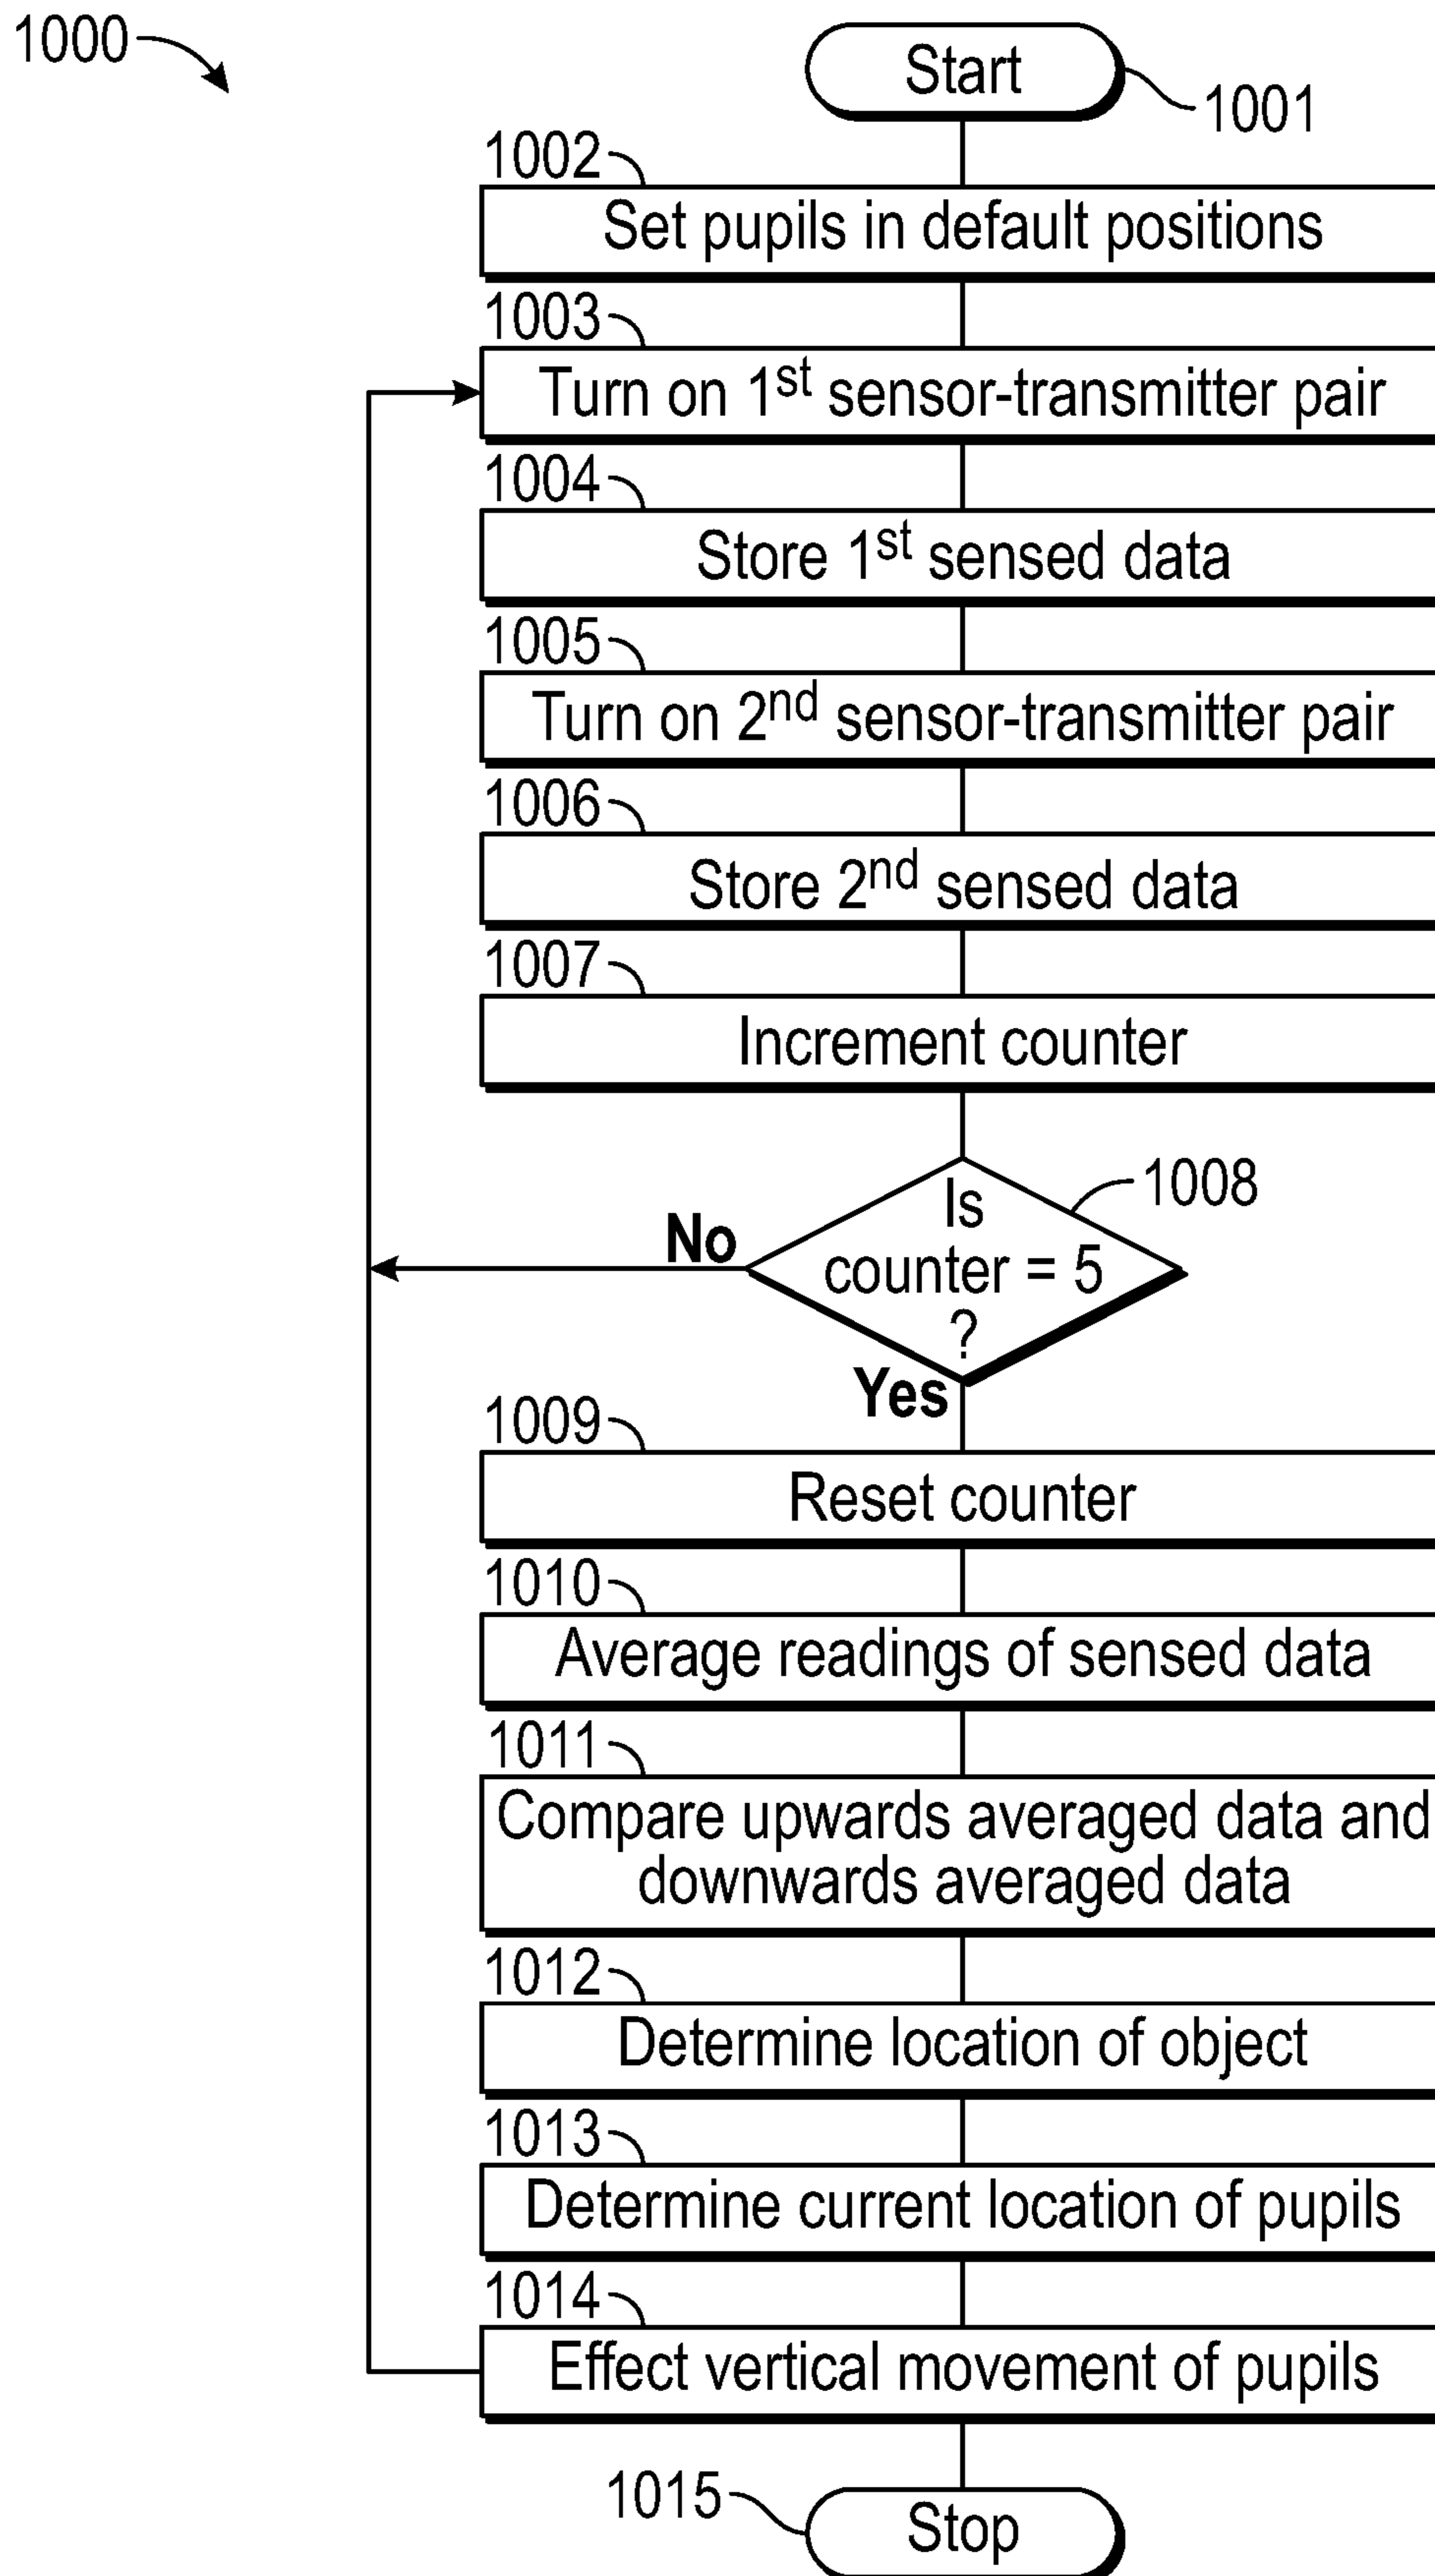 1000
Start
1001
1002
Set pupils in default positions
1003
Turn on 1st sensor-transmitter pair
1004
Store 1st sensed data
1005
Turn on 2nd sensor-transmitter pair
1006
Store 2nd sensed data
1007
Increment counter
1008
Is
counter = 5
?
No
Yes
1009
Reset counter
1010
Average readings of sensed data
1011
Compare upwards averaged data and
downwards averaged data
1012
Determine location of object
1013
Determine current location of pupils
1014
Effect vertical movement of pupils
1015
Stop